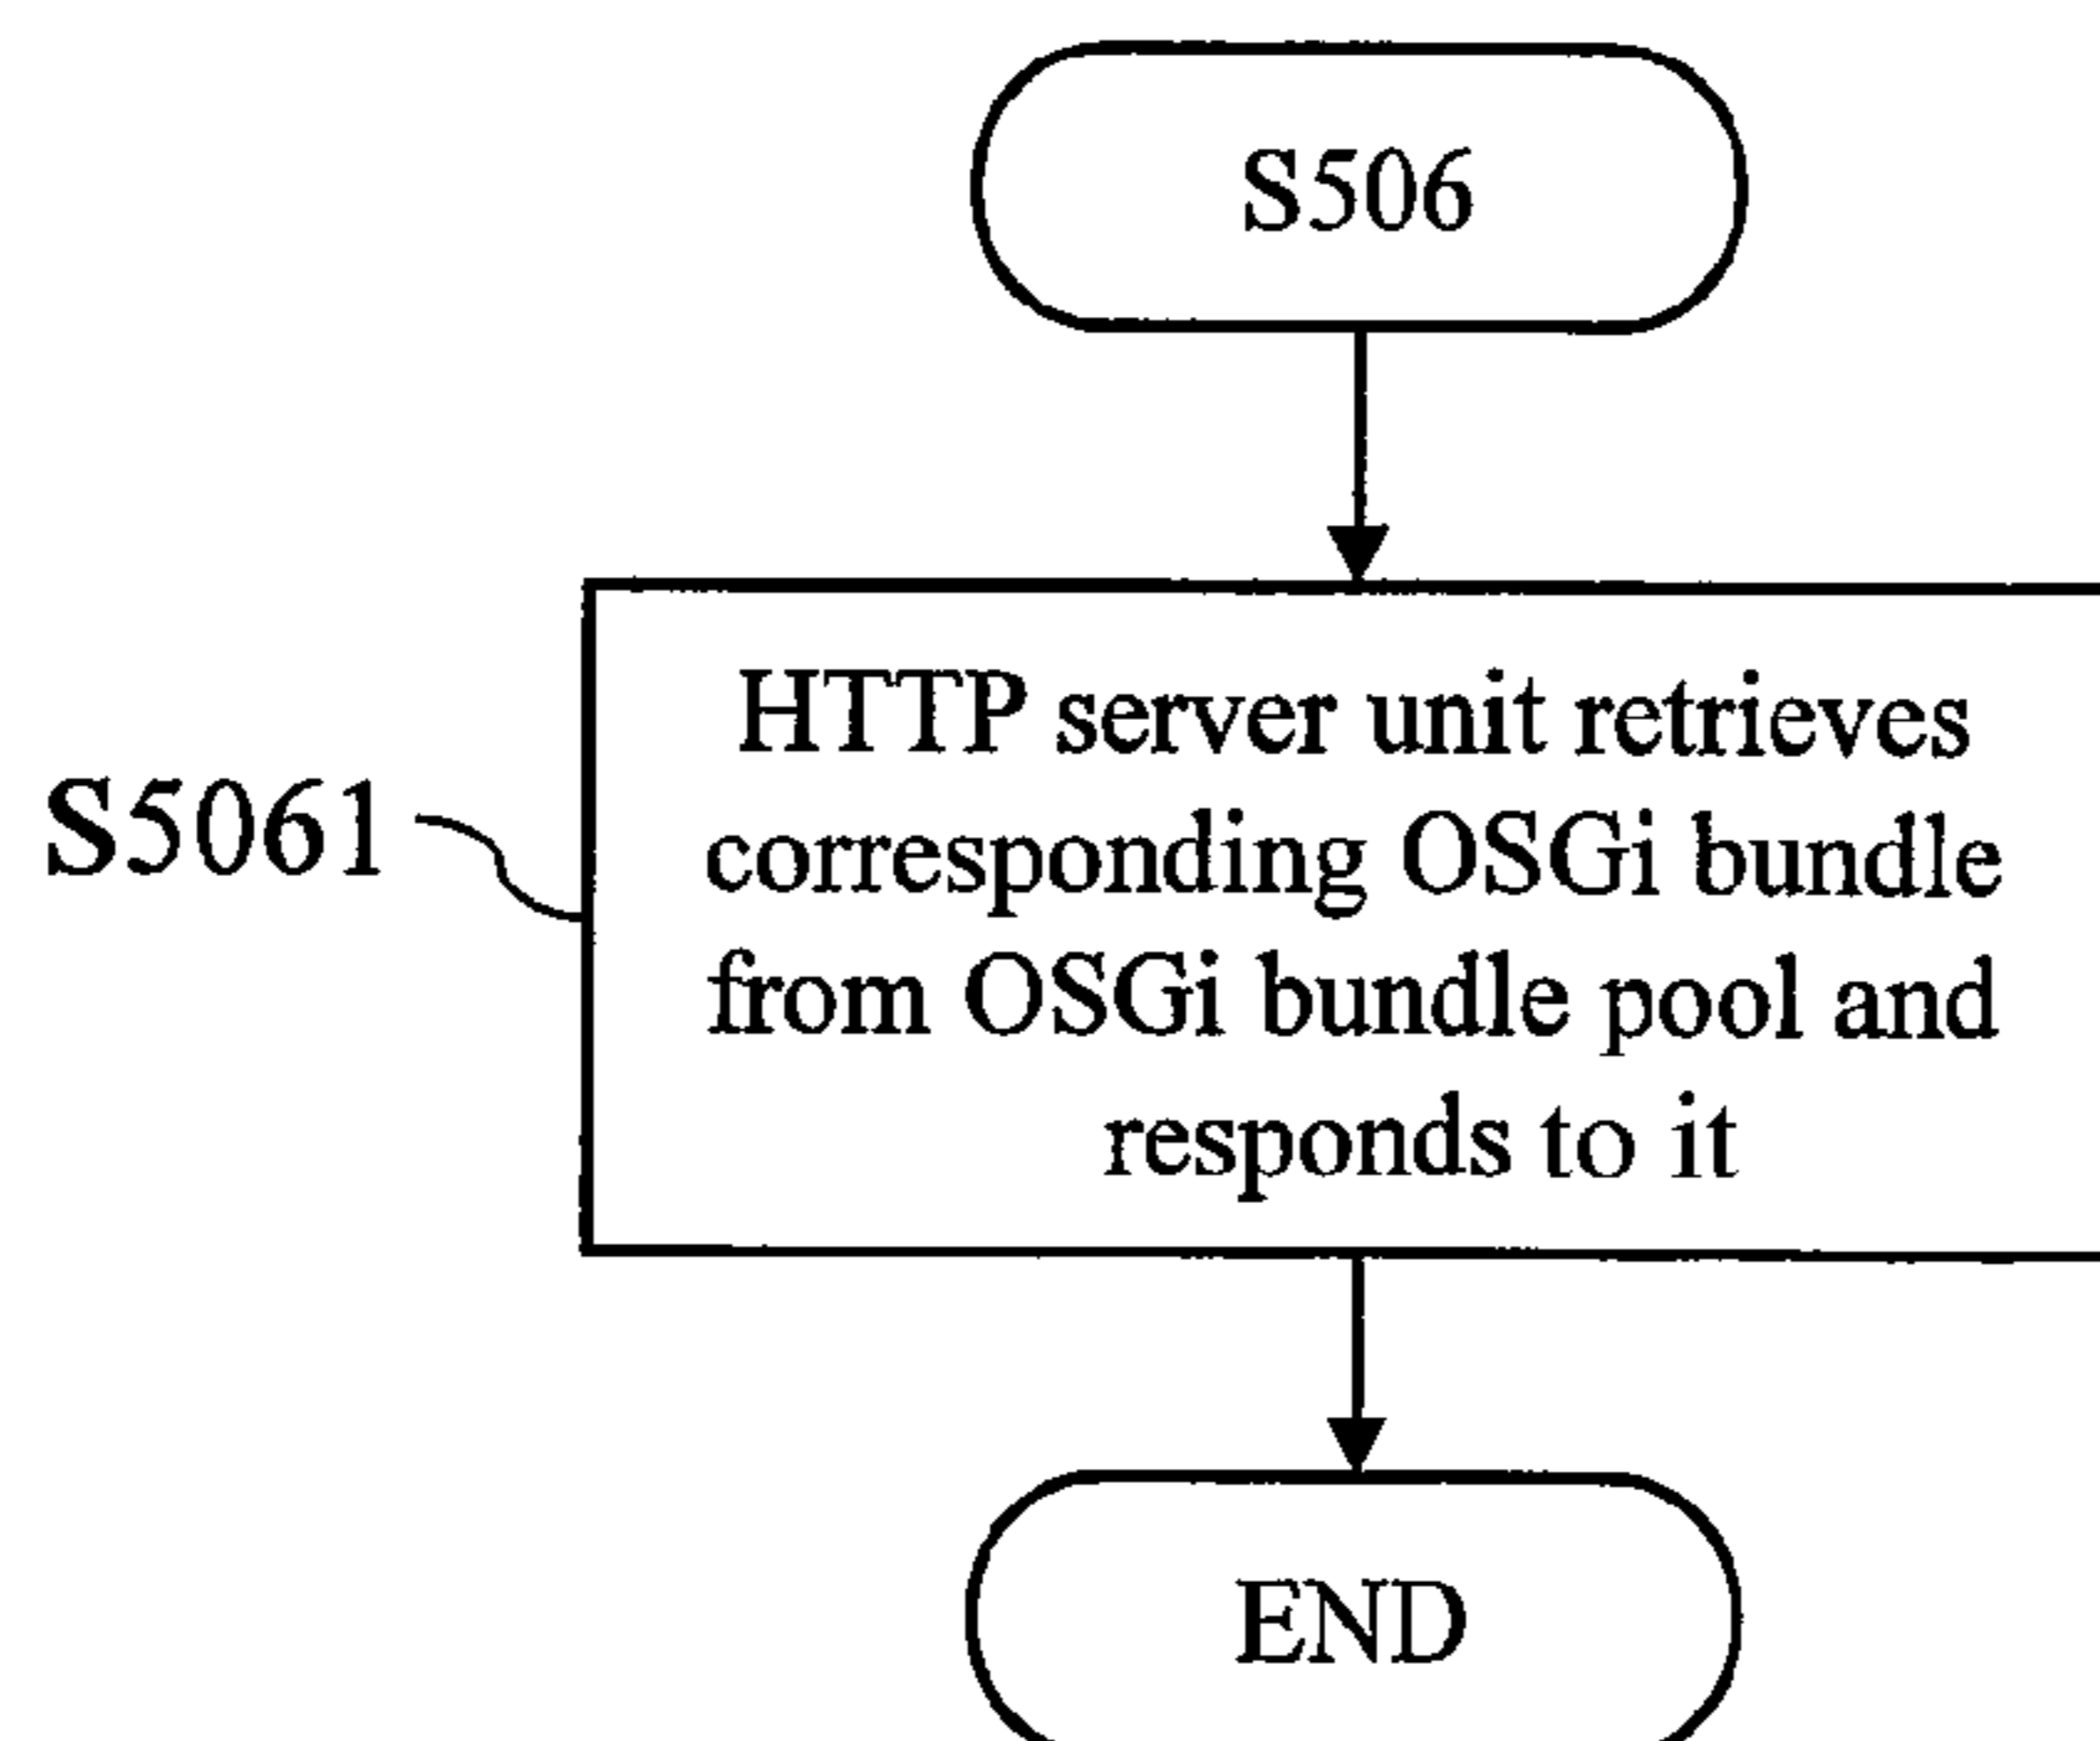 S506
HTTP server unit retrieves
corresponding OSGi bundle
from OSGi bundle pool and
responds to it
S5061
END